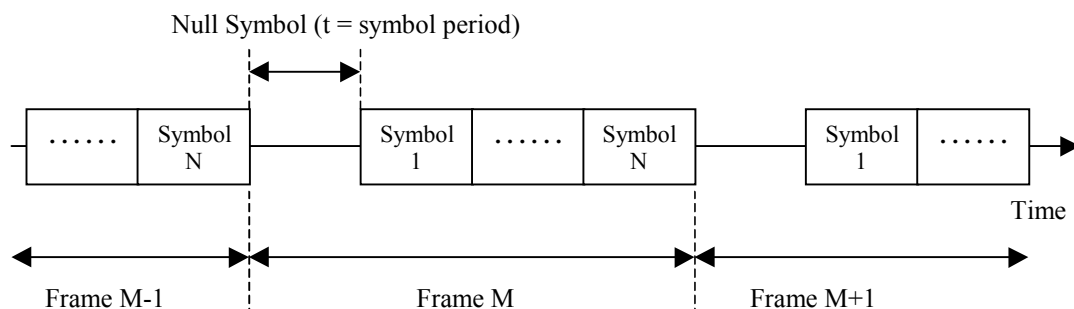 Null Symbol (t = symbol period)
......
Symbol
N
Symbol
1
......
Symbol
N
Symbol
1
......
Time
Frame M-1
Frame M
Frame M+1